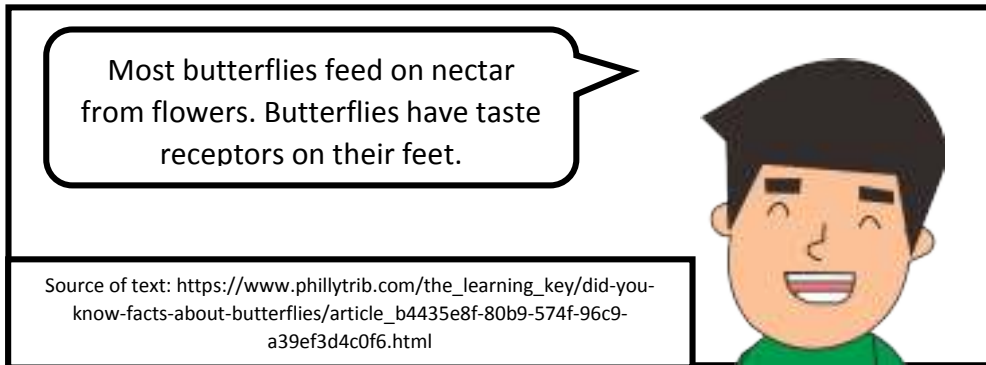 Most butterflies feed on nectar
from flowers. Butterflies have taste
receptors on their feet.
Source of text: https://www.phillytrib.com/the_learning_key/did-you-
know-facts-about-butterflies/article_b4435e8f-80b9-574f-96c9-
a39ef3d4c0f6.html